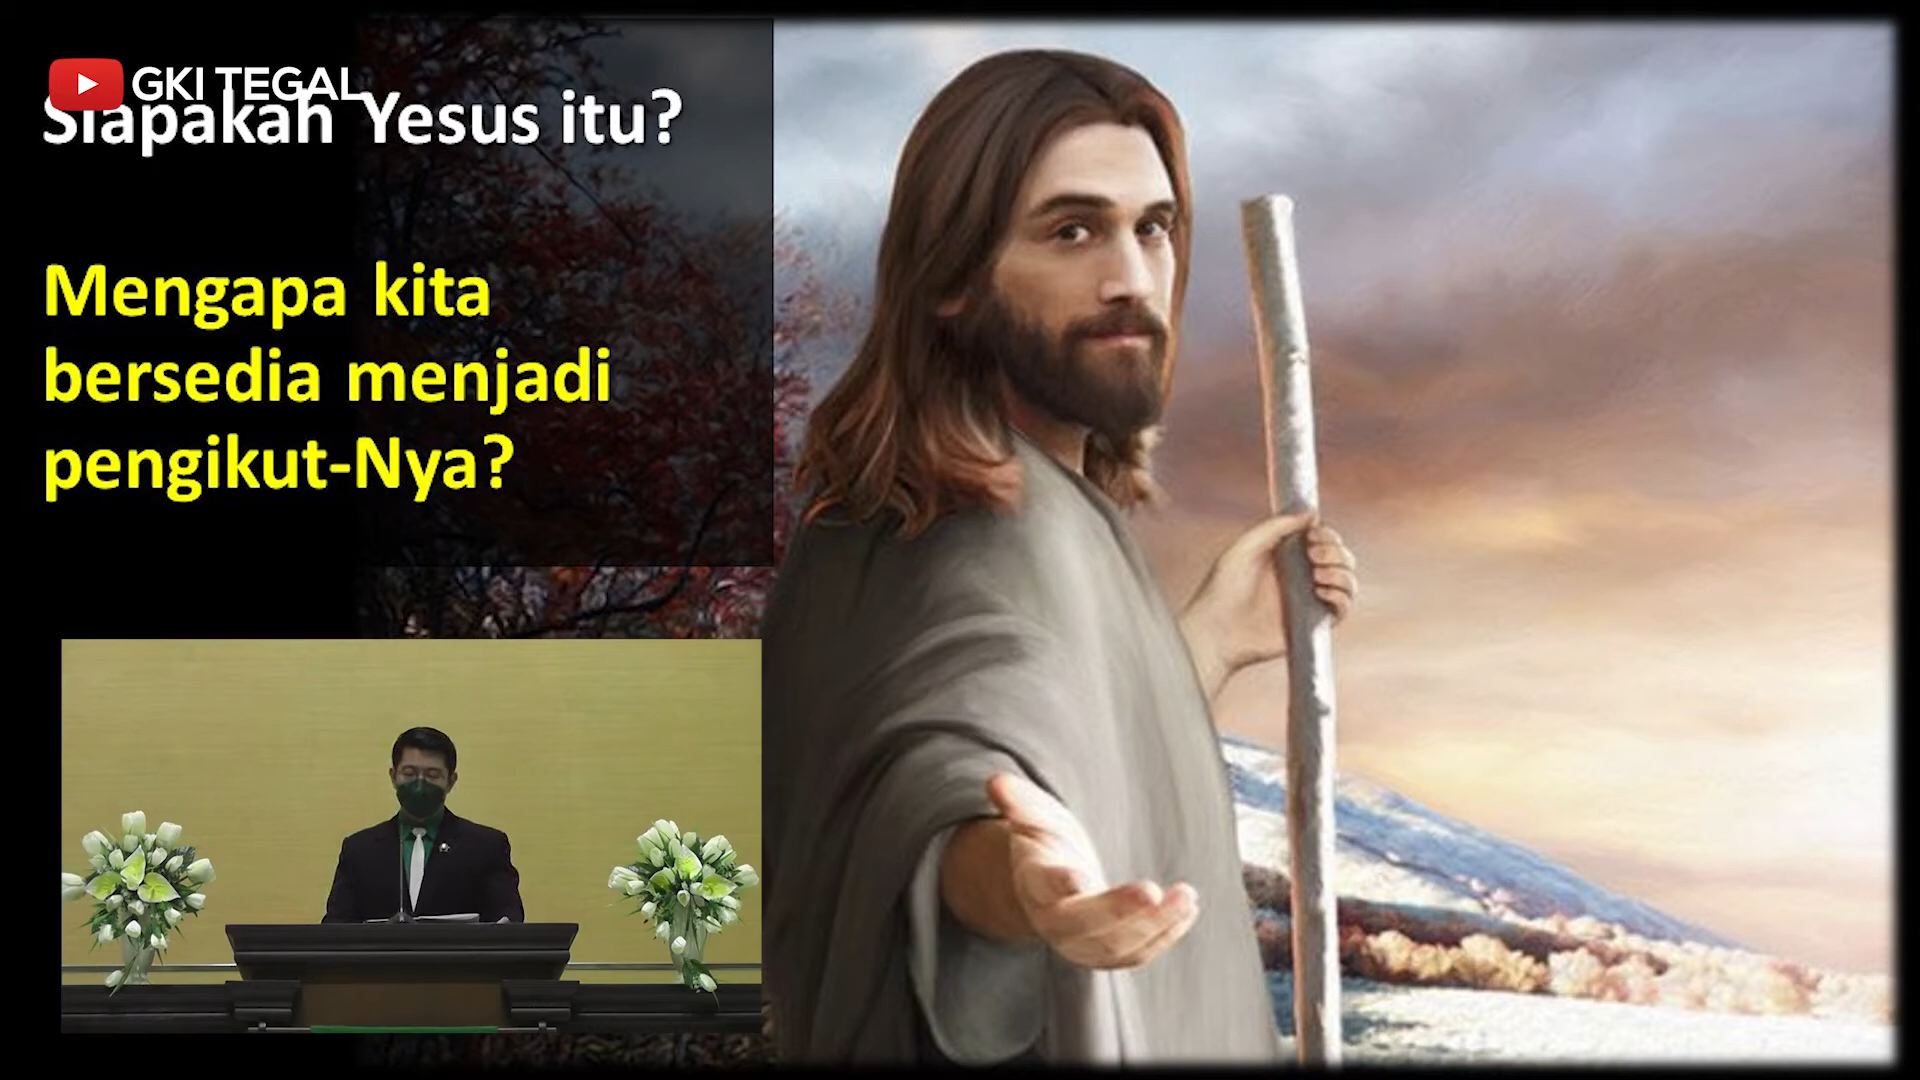 GKI TEGAL
Siapakah Yesus itu?
Mengapa kita
bersedia menjadi
pengikut-Nya?